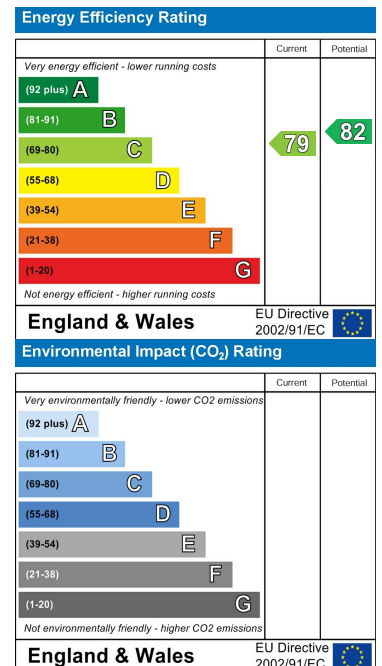 Energy Efficiency Rating
Current Potential
Very energy efficient - lower running costs
(92 plus) A
(81-91) B
(69-80) C
(55-68) D
(39-54) E
(21-38) F
(1-20) G
79 82
Not energy efficient - higher running costs
England & Wales
EU Directive
2002/91/EC
Environmental Impact (CO₂) Rating
Current Potential
Very environmentally friendly - lower CO2 emissions
(92 plus) A
(81-91) B
(69-80) C
(55-68) D
(39-54) E
(21-38) F
(1-20) G
Not environmentally friendly - higher CO2 emissions
England & Wales
EU Directive
2002/91/EC